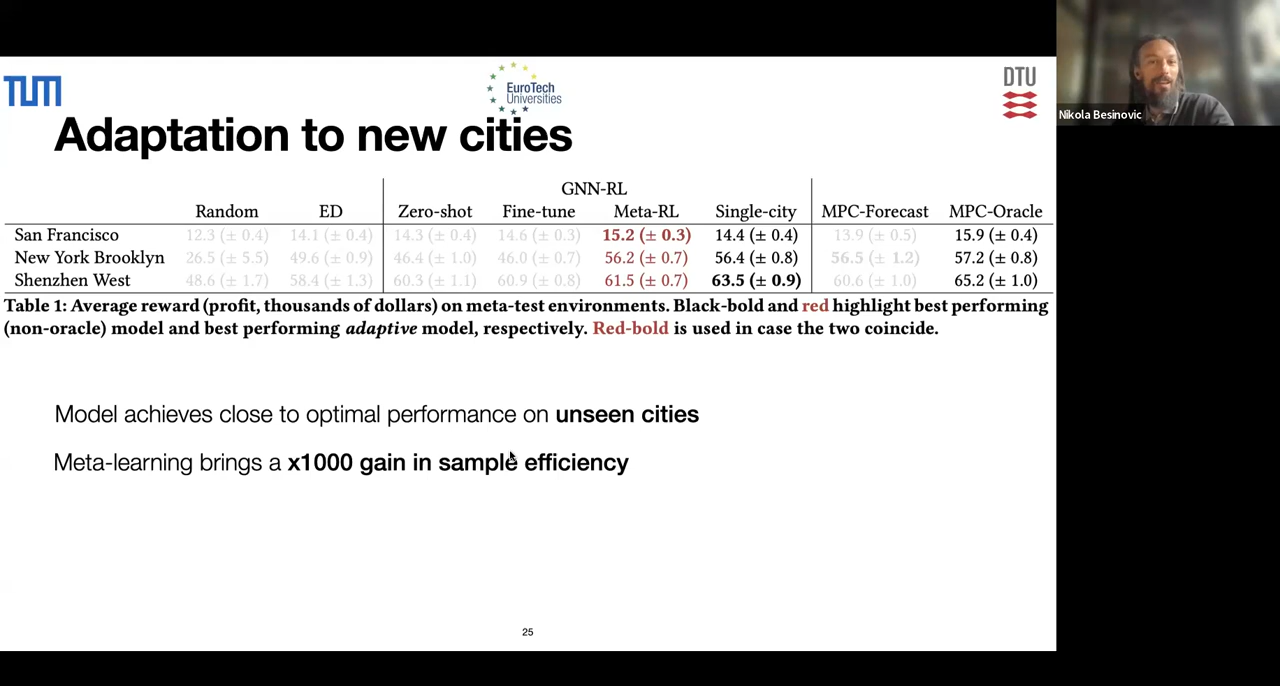 TUM
EuroTech
Universities
DTU
Nikola Besinovic
Adaptation to new cities
GNN-RL
Random ED Zero-shot Fine-tune Meta-RL Single-city MPC-Forecast MPC-Oracle
San Francisco 12.3 (± 0.4) 14.1 (± 0.4) 14.3 (± 0.4) 14.6 (± 0.3) 15.2 (± 0.3) 14.4 (± 0.4) 13.9 (± 0.5) 15.9 (± 0.4)
New York Brooklyn 26.5 (± 5.5) 49.6 (± 0.9) 46.4 (± 1.0) 46.0 (± 0.7) 56.2 (± 0.7) 56.4 (± 0.8) 56.5 (± 1.2) 57.2 (± 0.8)
Shenzhen West 48.6 (± 1.7) 58.4 (± 1.3) 60.3 (± 1.1) 60.9 (± 0.8) 61.5 (± 0.7) 63.5 (± 0.9) 60.6 (± 1.0) 65.2 (± 1.0)
Table 1: Average reward (profit, thousands of dollars) on meta-test environments. Black-bold and red highlight best performing
(non-oracle) model and best performing adaptive model, respectively. Red-bold is used in case the two coincide.
Model achieves close to optimal performance on unseen cities
Meta-learning brings a x1000 gain in sample efficiency
25